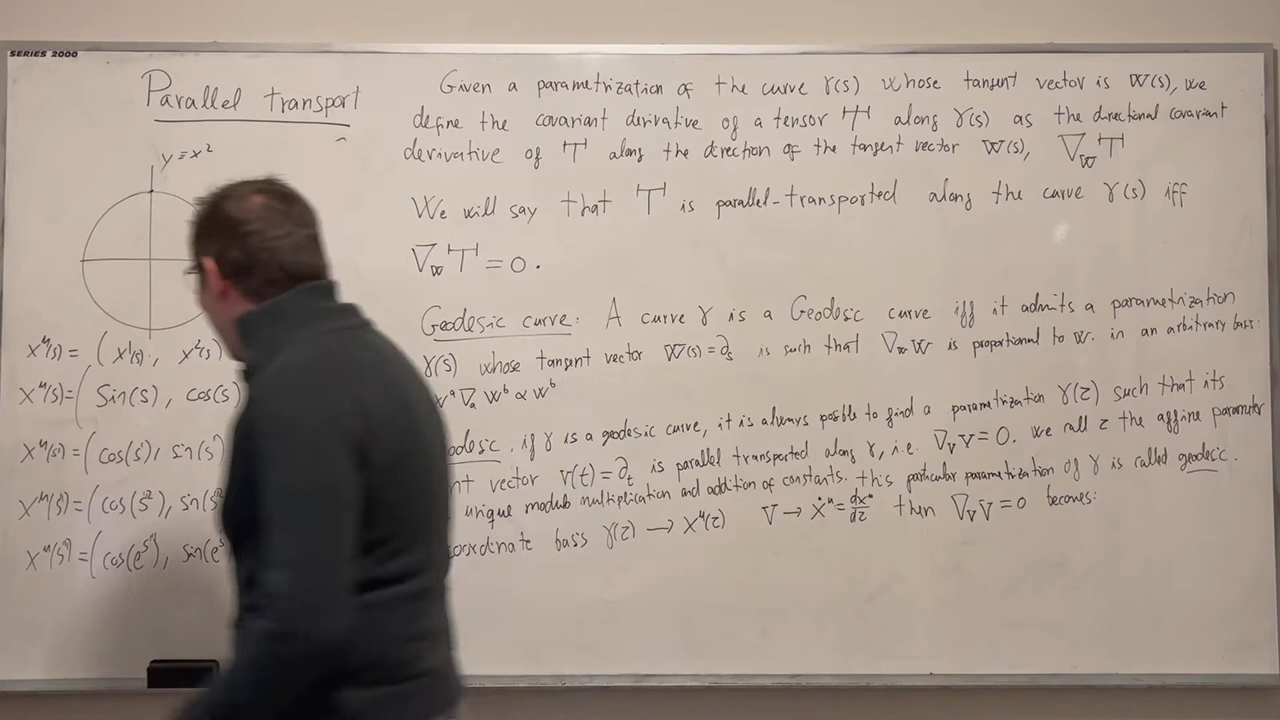 SERIES 2000
Parallel transport
y = x²
X^μ(s) = ( X¹(s), X²(s)
X^μ(s) = ( Sin(s), cos(s)
X^μ(s) = ( cos(s), sin(s)
X^μ(s) = (cos(s²), sin(s²
= (cos(e^s), sin(e^s
Given a parametrization of the curve γ(s) whose tangent vector is W(s), we
define the covariant derivative of a tensor T along γ(s) as the directional covariant
derivative of T along the direction of the tangent vector W(s), ∇_W T
We will say that T is parallel-transported along the curve γ(s) iff
∇_W T = 0.
Geodesic curve: A curve γ is a Geodesic curve iff it admits a parametrization
γ(s) whose tangent vector W(s) = ∂_s is such that ∇_W W is proportional to W. in an arbitrary basis:
W^a ∇_a W^b ∝ W^b
odesic. if γ is a geodesic curve, it is always posble to find a parametrization γ(τ) such that its
nt vector V(t) = ∂_t is parallel transported along γ, i.e. ∇_V V = 0. we call τ the affine parameter
unique modulo multiplication and addition of constants. this particular parametization of γ is called geodesic.
oordinate basis γ(τ) → X^μ(τ) V → Ẋ^μ = dx^μ/dτ then ∇_V V = 0 becomes: